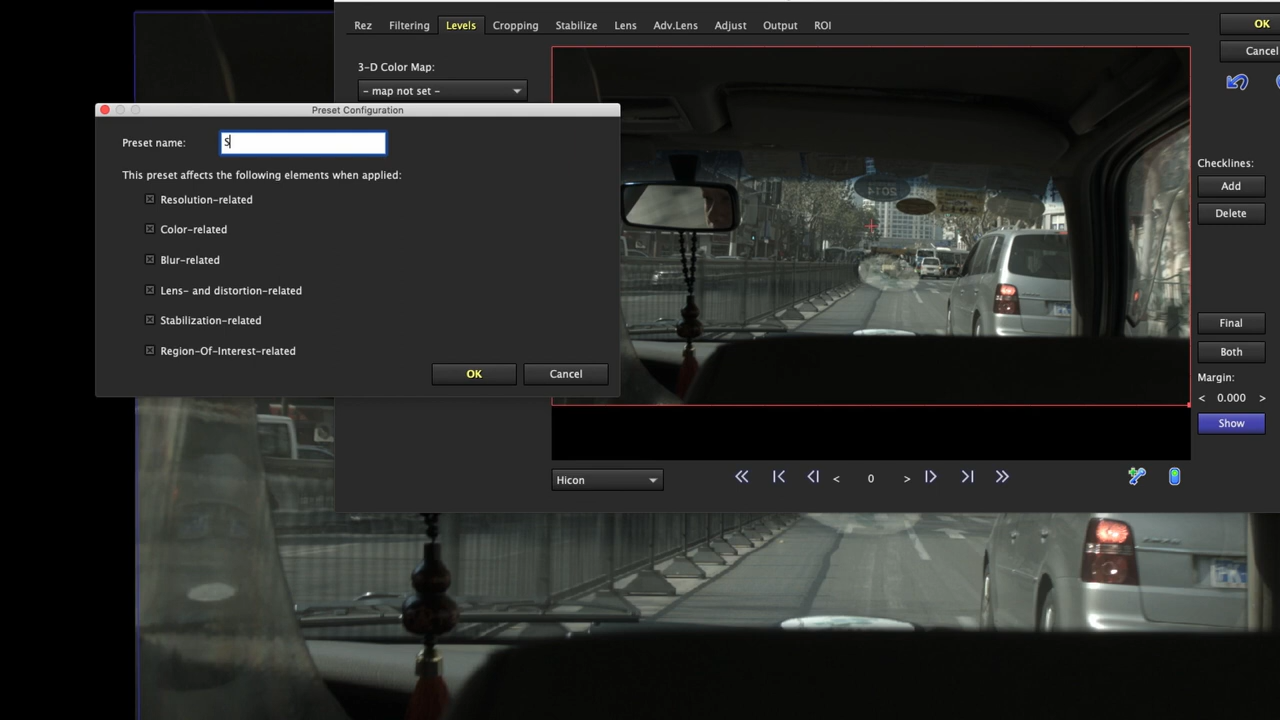 Rez Filtering Levels Cropping Stabilize Lens Adv.Lens Adjust Output ROI
OK
Cancel
3-D Color Map:
- map not set -
Preset Configuration
Preset name: S
This preset affects the following elements when applied:
Resolution-related
Color-related
Blur-related
Lens- and distortion-related
Stabilization-related
Region-Of-Interest-related
OK Cancel
2014
Checklines:
Add
Delete
Final
Both
Margin:
< 0.000 >
Show
Hicon
< 0 >